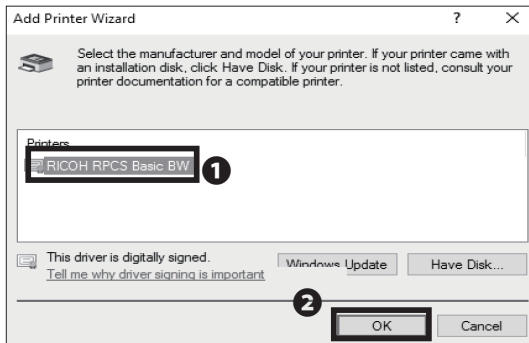 Add Printer Wizard ? ×
Select the manufacturer and model of your printer. If your printer came with
an installation disk, click Have Disk. If your printer is not listed, consult your
printer documentation for a compatible printer.
Printers
RICOH RPCS Basic BW
1
This driver is digitally signed.
Tell me why driver signing is important
Windows Update
Have Disk...
2
OK
Cancel